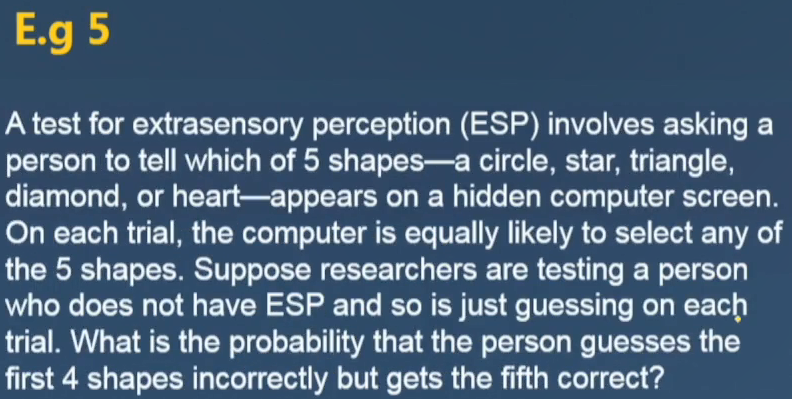 E.g 5
A test for extrasensory perception (ESP) involves asking a
person to tell which of 5 shapes—a circle, star, triangle,
diamond, or heart—appears on a hidden computer screen.
On each trial, the computer is equally likely to select any of
the 5 shapes. Suppose researchers are testing a person
who does not have ESP and so is just guessing on each
trial. What is the probability that the person guesses the
first 4 shapes incorrectly but gets the fifth correct?